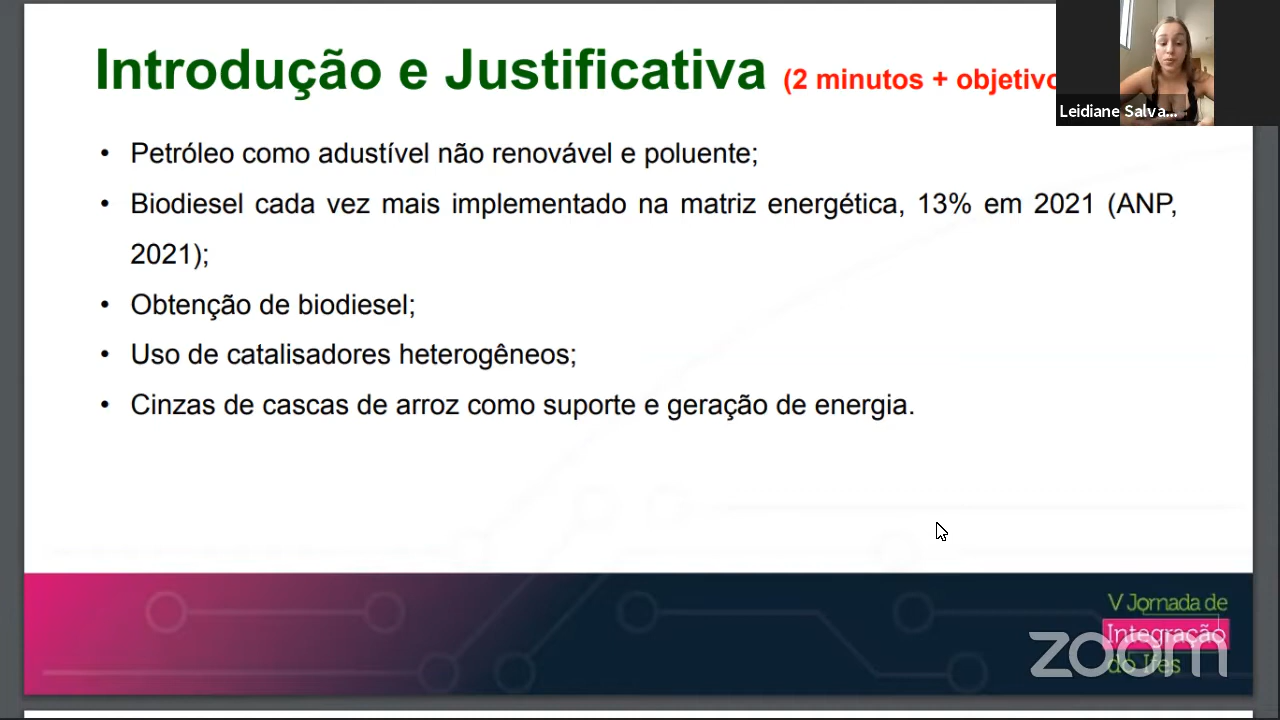 Introdução e Justificativa (2 minutos + objetivo
Leidiane Salva...
• Petróleo como adustível não renovável e poluente;
• Biodiesel cada vez mais implementado na matriz energética, 13% em 2021 (ANP,
2021);
• Obtenção de biodiesel;
• Uso de catalisadores heterogêneos;
• Cinzas de cascas de arroz como suporte e geração de energia.
V Jornada de
Integração
do Ifes
zoom